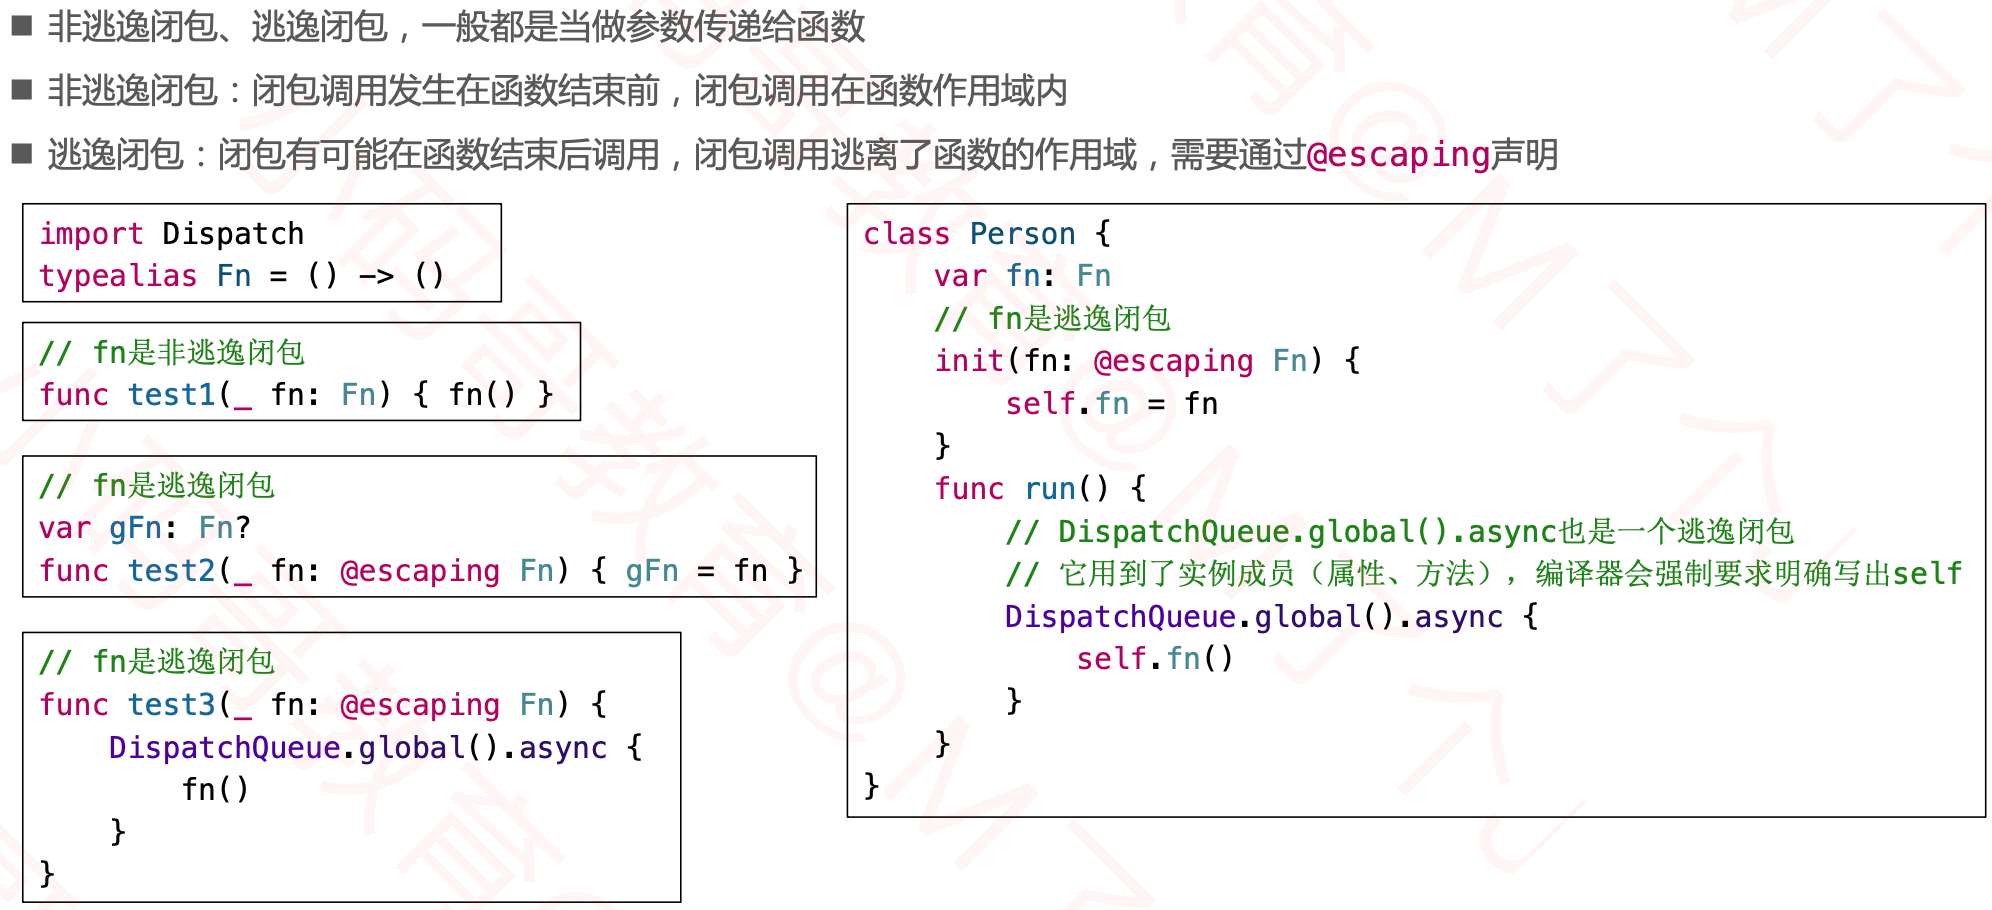 ■ 非逃逸闭包、逃逸闭包，一般都是当做参数传递给函数
■ 非逃逸闭包：闭包调用发生在函数结束前，闭包调用在函数作用域内
■ 逃逸闭包：闭包有可能在函数结束后调用，闭包调用逃离了函数的作用域，需要通过@escaping声明
import Dispatch
typealias Fn = () -> ()
// fn是非逃逸闭包
func test1(_ fn: Fn) { fn() }
// fn是逃逸闭包
var gFn: Fn?
func test2(_ fn: @escaping Fn) { gFn = fn }
// fn是逃逸闭包
func test3(_ fn: @escaping Fn) {
    DispatchQueue.global().async {
        fn()
    }
}
class Person {
    var fn: Fn
    // fn是逃逸闭包
    init(fn: @escaping Fn) {
        self.fn = fn
    }
    func run() {
        // DispatchQueue.global().async也是一个逃逸闭包
        // 它用到了实例成员（属性、方法），编译器会强制要求明确写出self
        DispatchQueue.global().async {
            self.fn()
        }
    }
}
小码哥教育@M了个J